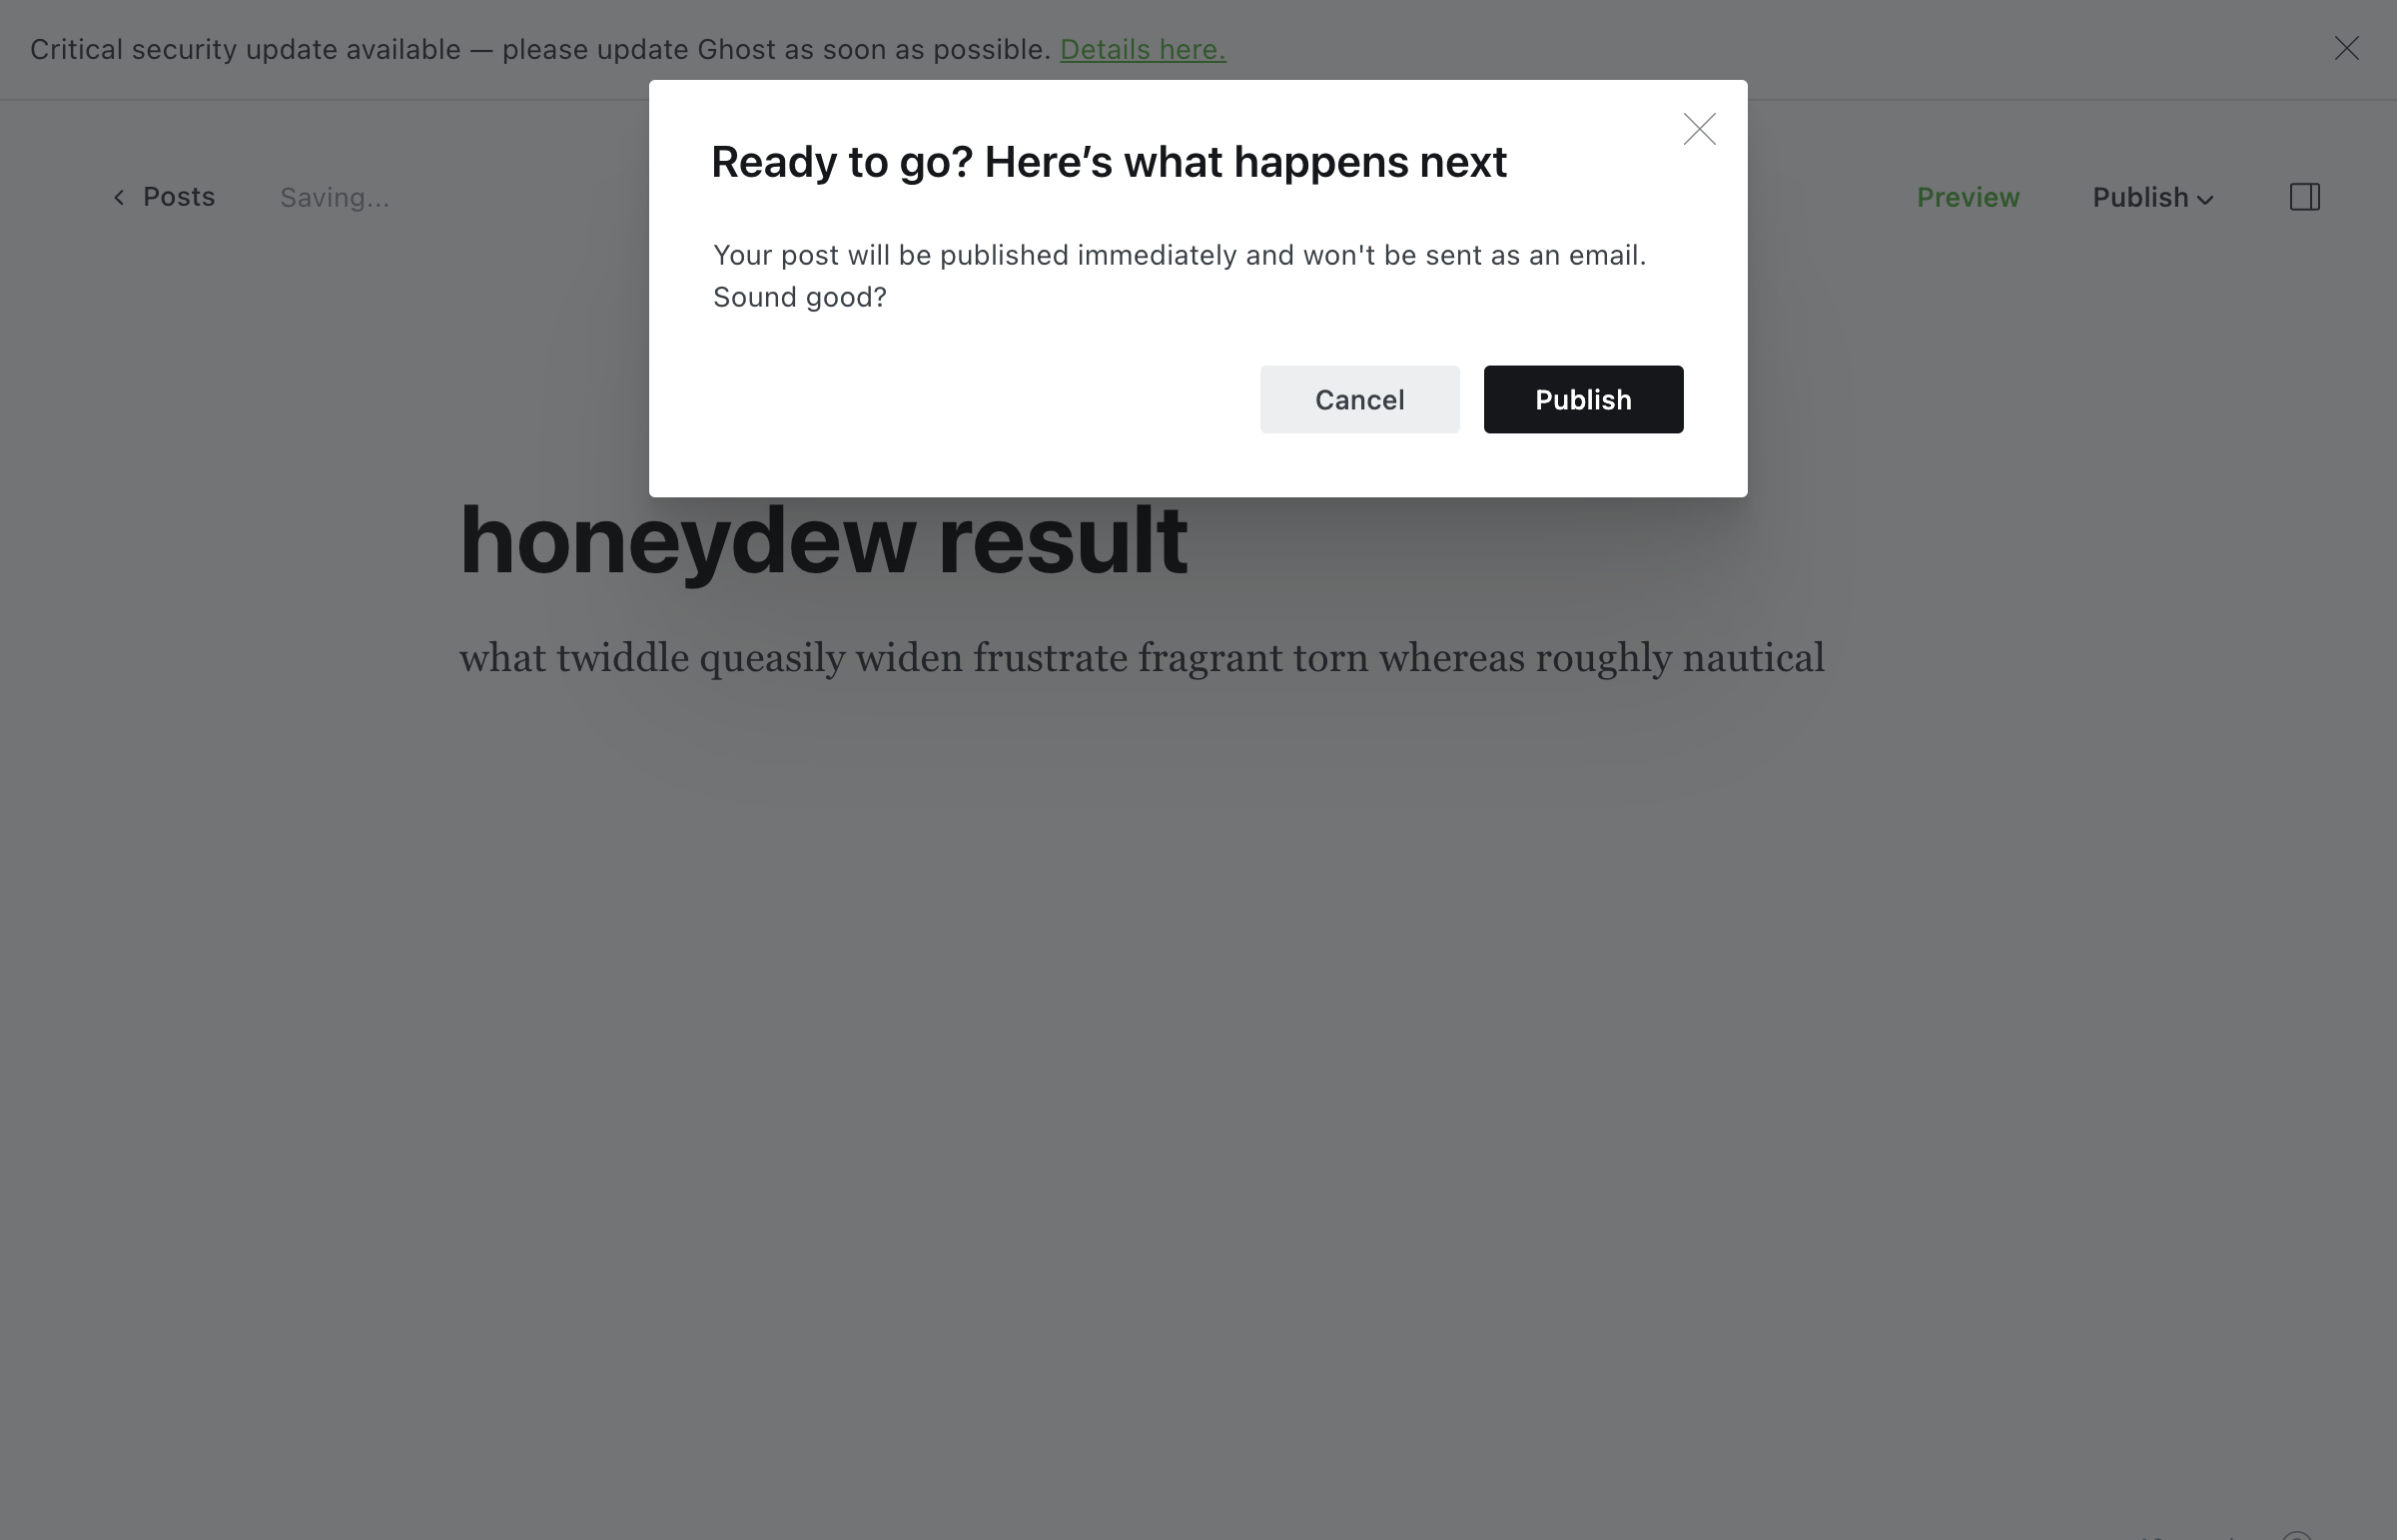 Critical security update available — please update Ghost as soon as possible. Details here.
Ready to go? Here’s what happens next
Posts
Saving...
Preview
Publish
Your post will be published immediately and won't be sent as an email.
Sound good?
Cancel
Publish
honeydew result
what twiddle queasily widen frustrate fragrant torn whereas roughly nautical